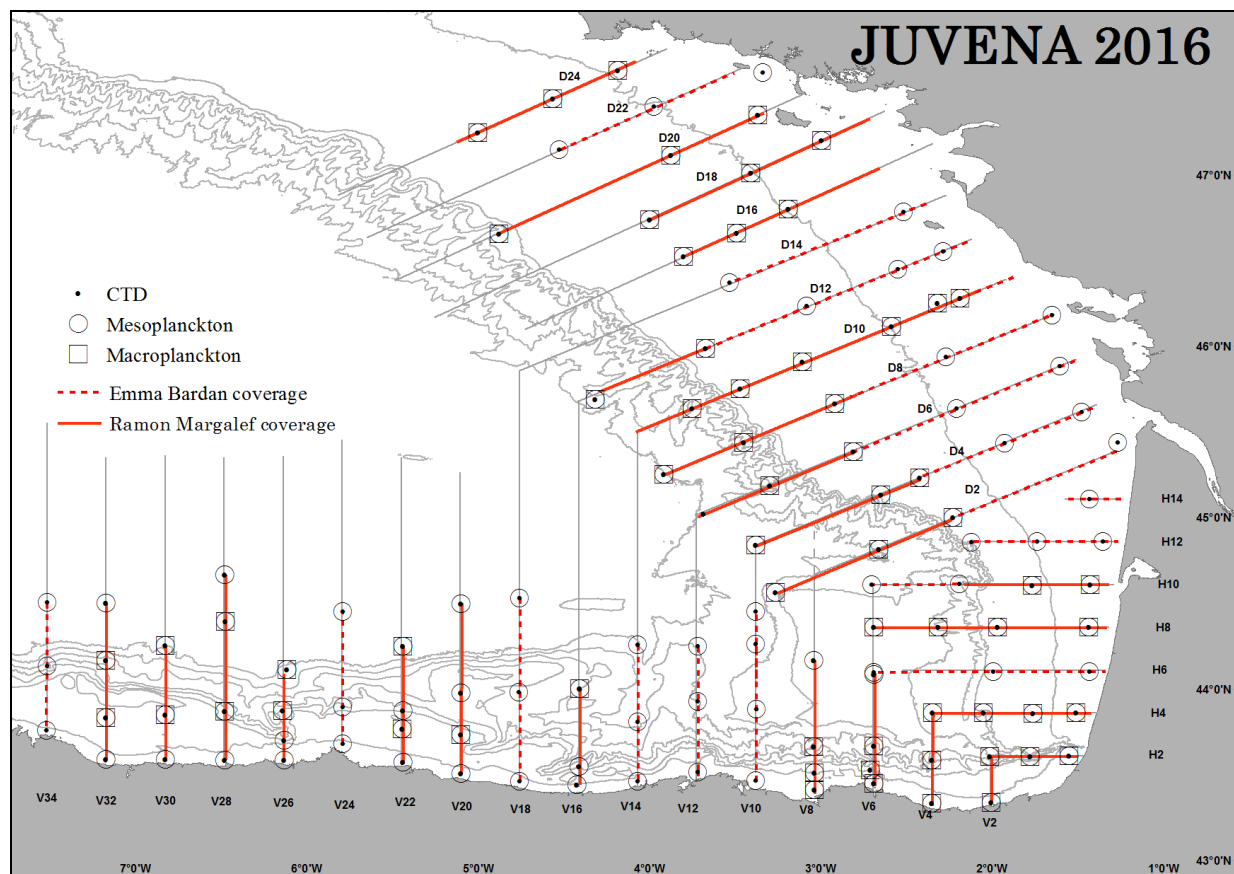 JUVENA 2016
D24
D22
D20
D18
D16
D14
D12
D10
D8
D6
D4
D2
47°0'N
46°0'N
45°0'N
44°0'N
43°0'N
CTD
Mesoplanckton
Macroplanckton
Emma Bardan coverage
Ramon Margalef coverage
H14
H12
H10
H8
H6
H4
H2
V34
V32
V30
V28
V26
V24
V22
V20
V18
V16
V14
V12
V10
V8
V6
V4
V2
7°0'W
6°0'W
5°0'W
4°0'W
3°0'W
2°0'W
1°0'W